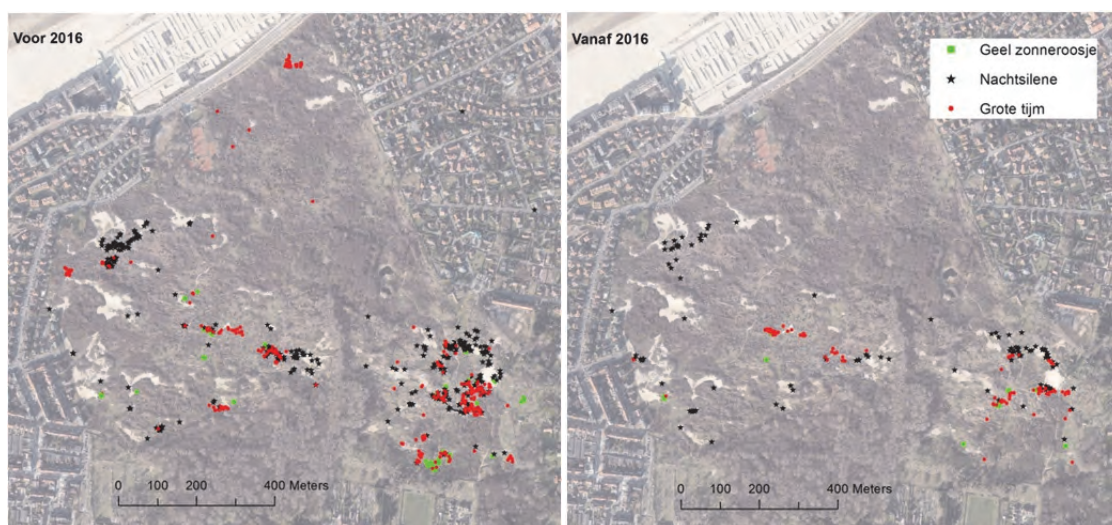 Voor 2016
0 100 200 400 Meters
Vanaf 2016
Geel zonneroosje
Nachtsilene
Grote tijm
0 100 200 400 Meters